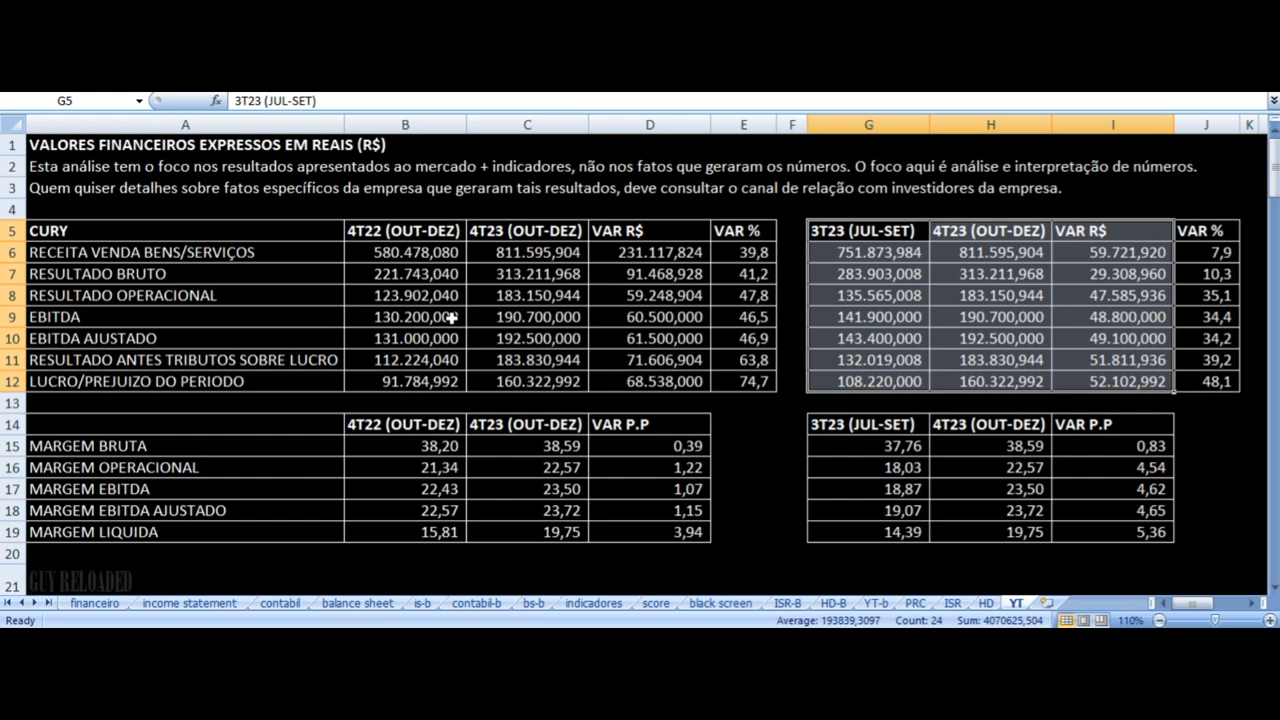 G5 fx 3T23 (JUL-SET)
A B C D E F G H I J K
1 VALORES FINANCEIROS EXPRESSOS EM REAIS (R$)
2 Esta análise tem o foco nos resultados apresentados ao mercado + indicadores, não nos fatos que geraram os números. O foco aqui é análise e interpretação de números.
3 Quem quiser detalhes sobre fatos específicos da empresa que geraram tais resultados, deve consultar o canal de relação com investidores da empresa.
4
5 CURY 4T22 (OUT-DEZ) 4T23 (OUT-DEZ) VAR R$ VAR % 3T23 (JUL-SET) 4T23 (OUT-DEZ) VAR R$ VAR %
6 RECEITA VENDA BENS/SERVIÇOS 580.478,080 811.595,904 231.117,824 39,8 751.873,984 811.595,904 59.721,920 7,9
7 RESULTADO BRUTO 221.743,040 313.211,968 91.468,928 41,2 283.903,008 313.211,968 29.308,960 10,3
8 RESULTADO OPERACIONAL 123.902,040 183.150,944 59.248,904 47,8 135.565,008 183.150,944 47.585,936 35,1
9 EBITDA 130.200,000 190.700,000 60.500,000 46,5 141.900,000 190.700,000 48.800,000 34,4
10 EBITDA AJUSTADO 131.000,000 192.500,000 61.500,000 46,9 143.400,000 192.500,000 49.100,000 34,2
11 RESULTADO ANTES TRIBUTOS SOBRE LUCRO 112.224,040 183.830,944 71.606,904 63,8 132.019,008 183.830,944 51.811,936 39,2
12 LUCRO/PREJUIZO DO PERIODO 91.784,992 160.322,992 68.538,000 74,7 108.220,000 160.322,992 52.102,992 48,1
13
14 4T22 (OUT-DEZ) 4T23 (OUT-DEZ) VAR P.P 3T23 (JUL-SET) 4T23 (OUT-DEZ) VAR P.P
15 MARGEM BRUTA 38,20 38,59 0,39 37,76 38,59 0,83
16 MARGEM OPERACIONAL 21,34 22,57 1,22 18,03 22,57 4,54
17 MARGEM EBITDA 22,43 23,50 1,07 18,87 23,50 4,62
18 MARGEM EBITDA AJUSTADO 22,57 23,72 1,15 19,07 23,72 4,65
19 MARGEM LIQUIDA 15,81 19,75 3,94 14,39 19,75 5,36
20
21 GUY RELOADED
financeiro income statement contabil balance sheet is-b contabil-b bs-b indicadores score black screen ISR-B HD-B YT-b PRC ISR HD YT
Ready Average: 193839,3097 Count: 24 Sum: 4070625,504 110%